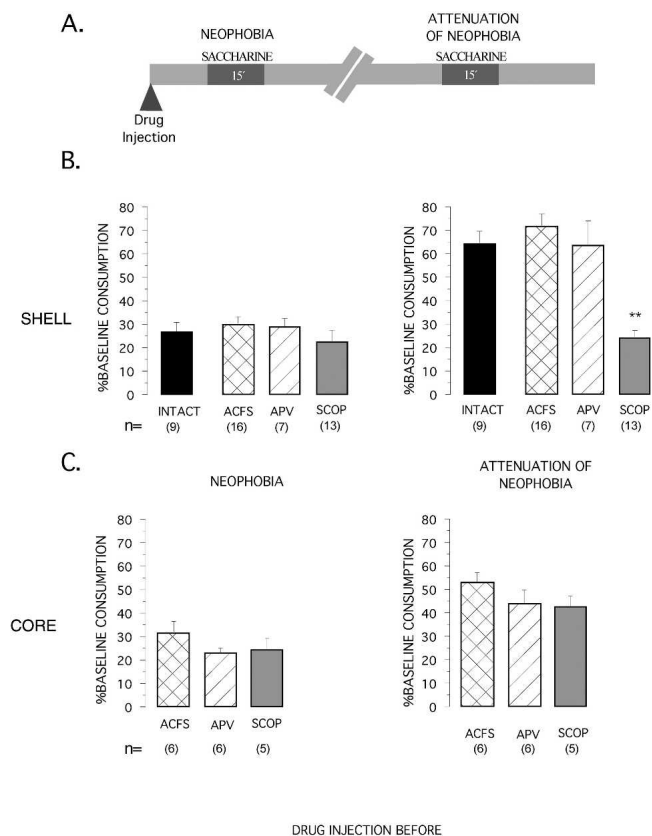 A.
NEOPHOBIA
ATTENUATION
OF NEOPHOBIA
SACCHARINE
SACCHARINE
15´
15´
Drug
Injection
B.
SHELL
%BASELINE CONSUMPTION
80
70
60
50
40
30
20
10
0
INTACT
ACFS
APV
SCOP
n=
(9)
(16)
(7)
(13)
%BASELINE CONSUMPTION
80
70
60
50
40
30
20
10
0
**
INTACT
ACFS
APV
SCOP
(9)
(16)
(7)
(13)
C.
NEOPHOBIA
ATTENUATION OF
NEOPHOBIA
CORE
%BASELINE CONSUMPTION
80
70
60
50
40
30
20
10
0
ACFS
APV
SCOP
n=
(6)
(6)
(5)
%BASELINE CONSUMPTION
80
70
60
50
40
30
20
10
0
ACFS
APV
SCOP
(6)
(6)
(5)
DRUG INJECTION BEFORE